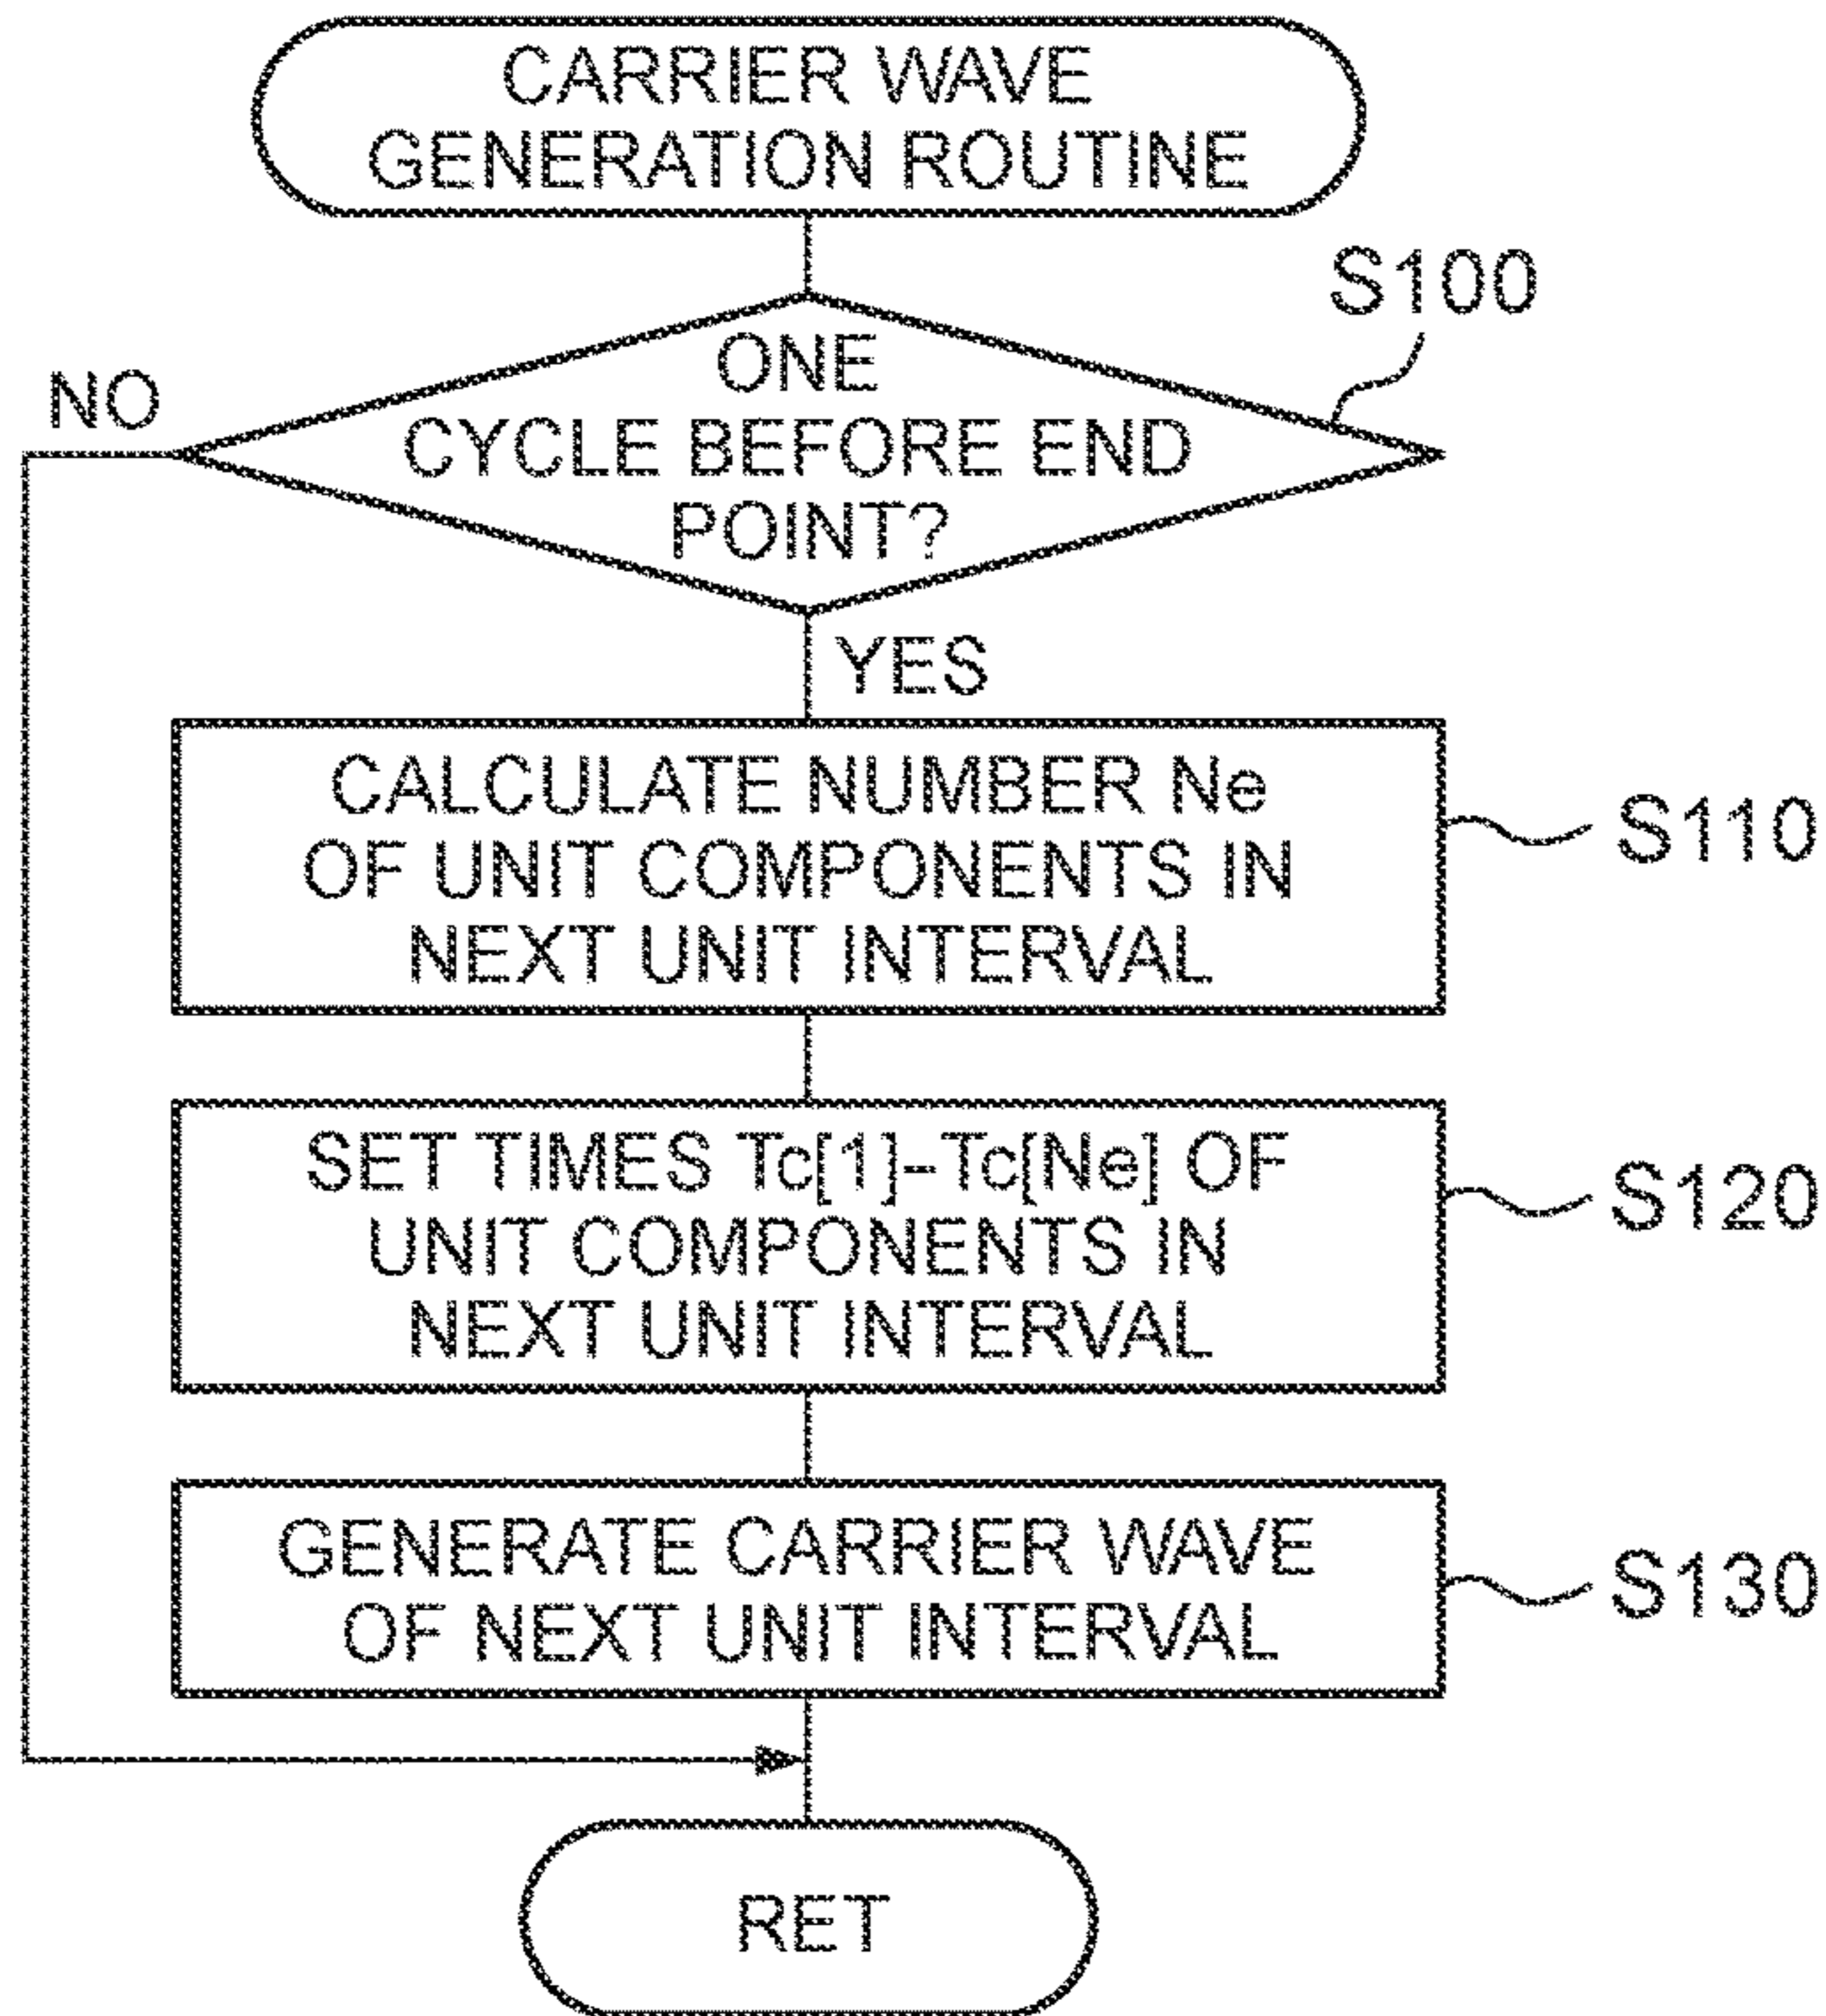 CARRIER WAVE
GENERATION ROUTINE
S100
ONE
CYCLE BEFORE END
POINT?
NO
YES
CALCULATE NUMBER Ne
OF UNIT COMPONENTS IN
NEXT UNIT INTERVAL
S110
SET TIMES Tc[1]-Tc[Ne] OF
UNIT COMPONENTS IN
NEXT UNIT INTERVAL
S120
GENERATE CARRIER WAVE
OF NEXT UNIT INTERVAL
S130
RET